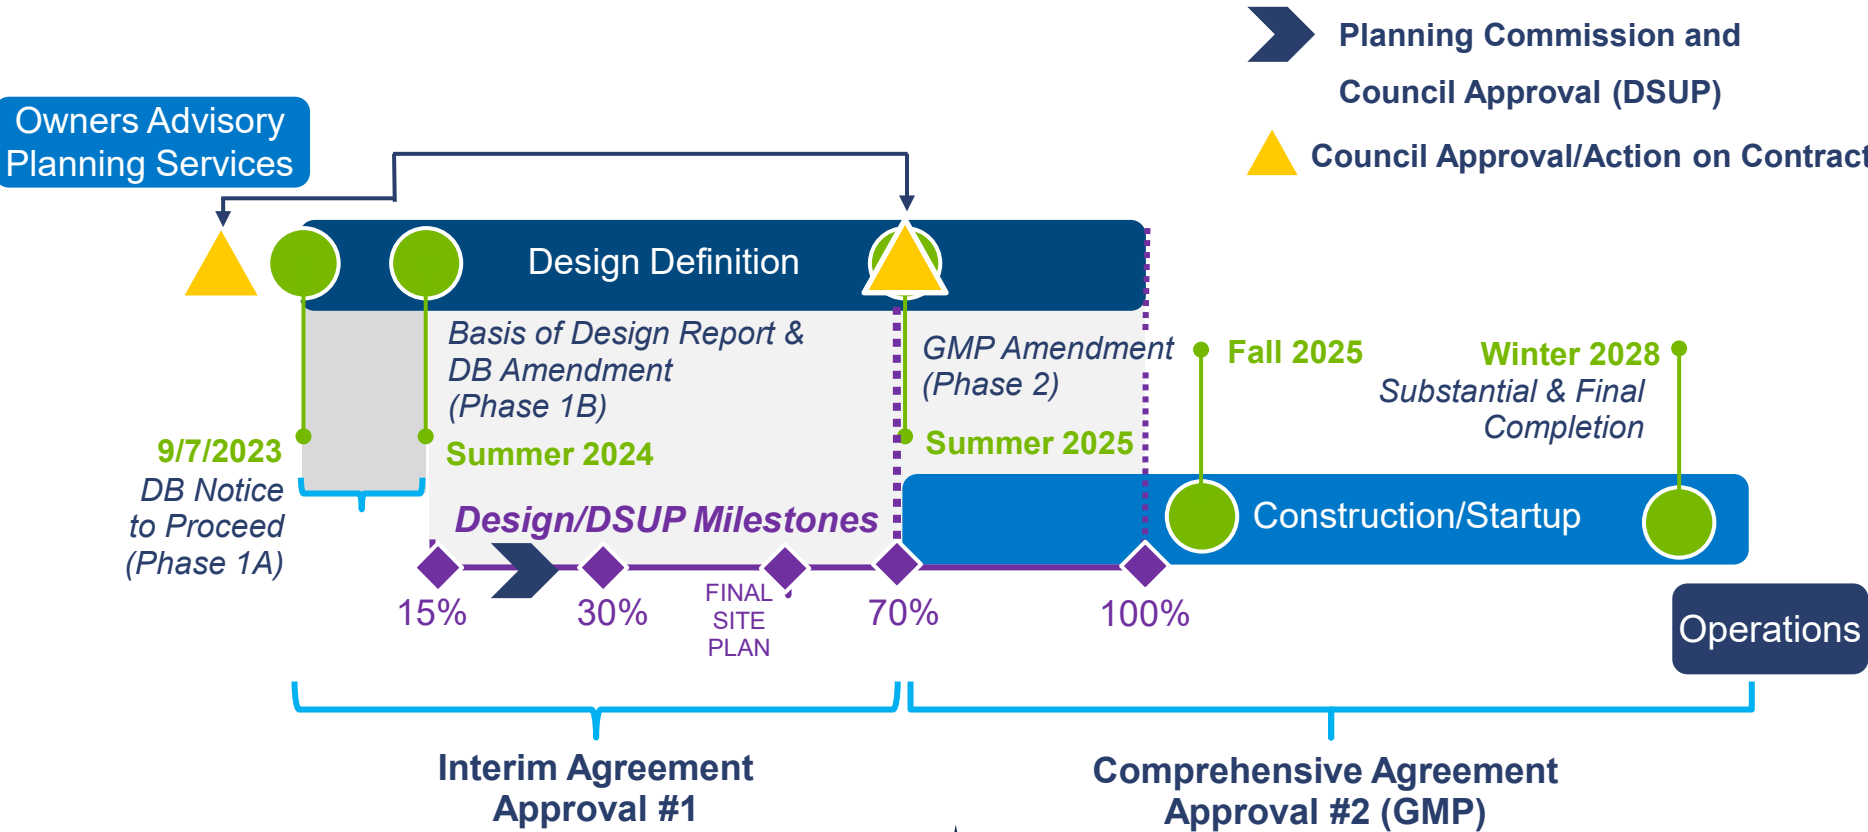 Planning Commission and
Council Approval (DSUP)
Council Approval/Action on Contract
Owners Advisory
Planning Services
Design Definition
Basis of Design Report &
DB Amendment
(Phase 1B)
GMP Amendment
(Phase 2)
Fall 2025
Winter 2028
Substantial & Final
Completion
9/7/2023
DB Notice
to Proceed
(Phase 1A)
Summer 2024
Summer 2025
Design/DSUP Milestones
Construction/Startup
15%
30%
FINAL
SITE
PLAN
70%
100%
Operations
Interim Agreement
Approval #1
Comprehensive Agreement
Approval #2 (GMP)